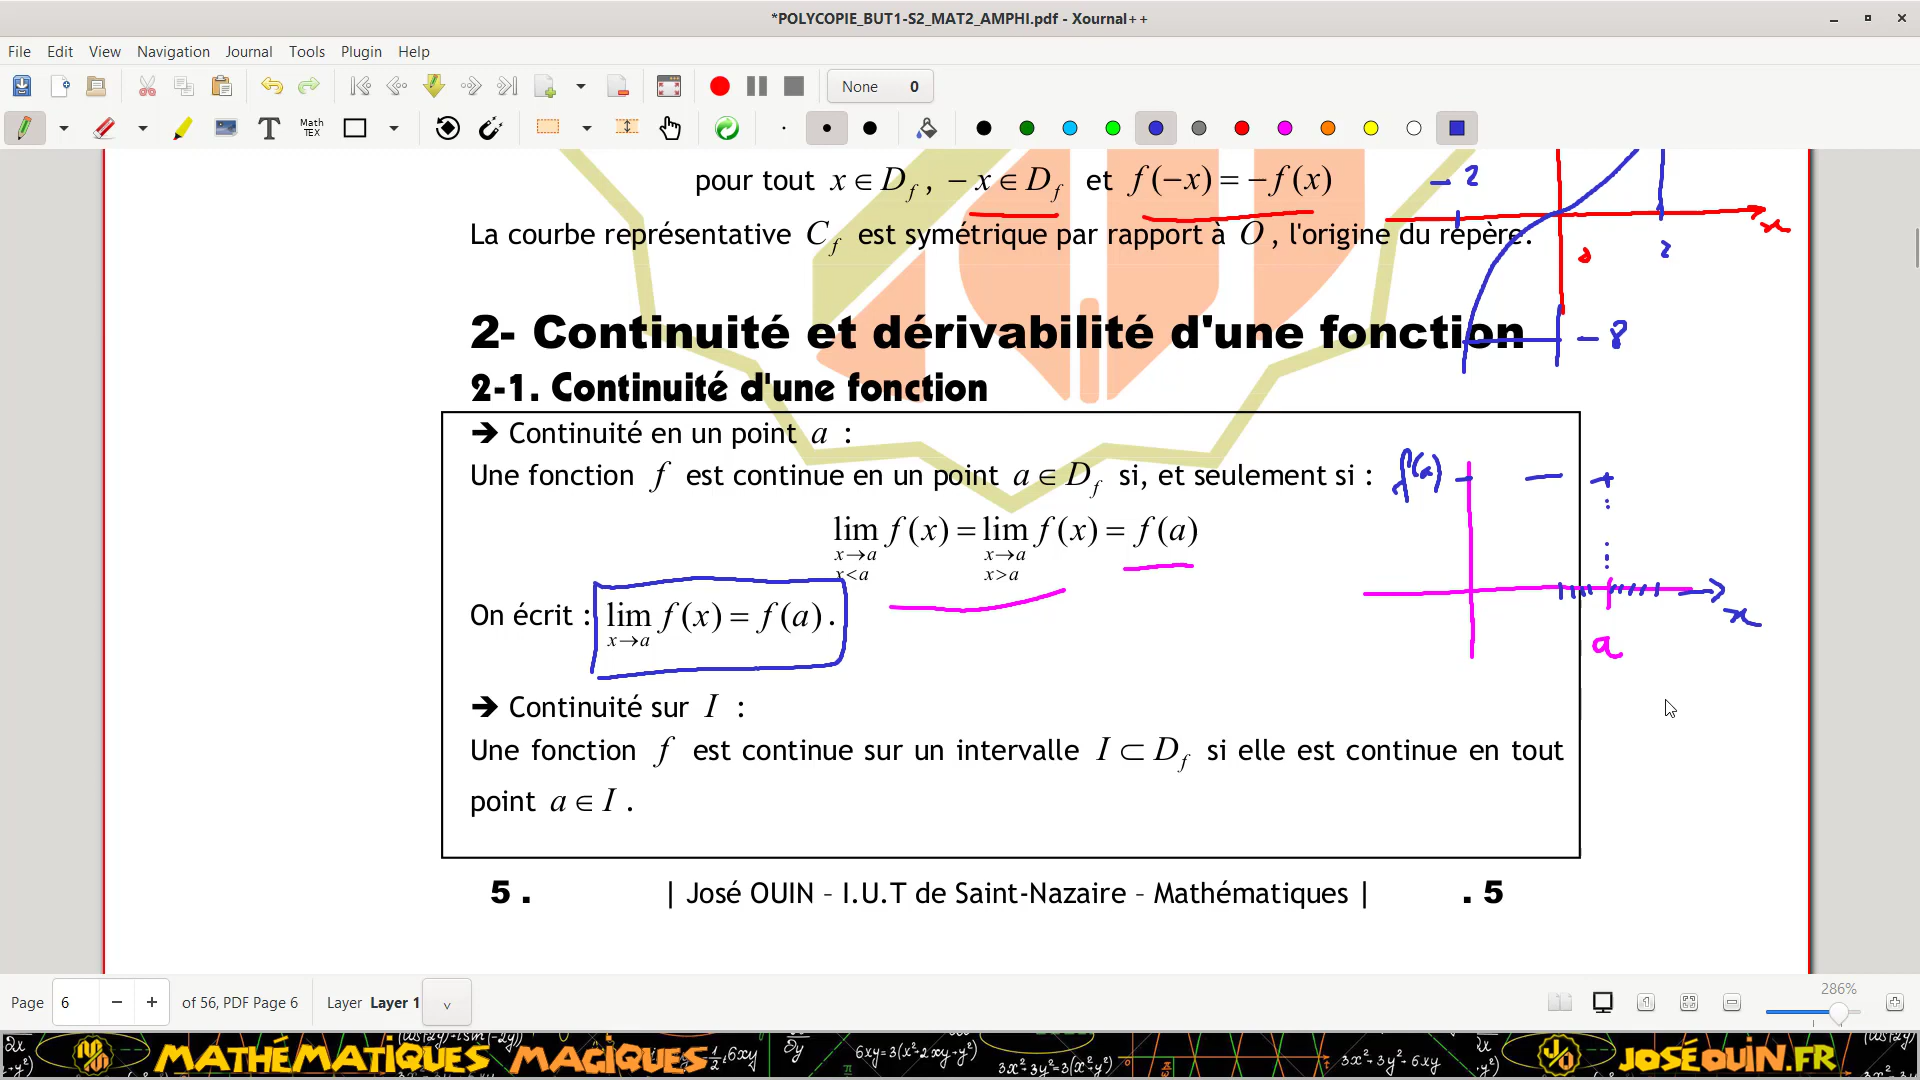 *POLYCOPIE_BUT1-S2_MAT2_AMPHI.pdf - Xournal++
File Edit View Navigation Journal Tools Plugin Help
None 0
Math TEX
pour tout x ∈ D_f , − x ∈ D_f et f(−x) = −f(x)
− 2
x
La courbe représentative C_f est symétrique par rapport à O , l'origine du repère.
2
2- Continuité et dérivabilité d'une fonction
− 8
2-1. Continuité d'une fonction
➔ Continuité en un point a :
Une fonction f est continue en un point a ∈ D_f si, et seulement si :
f(a)
lim f(x) = lim f(x) = f(a)
x→a x→a
x<a x>a
On écrit : lim f(x) = f(a) .
x→a
x
a
➔ Continuité sur I :
Une fonction f est continue sur un intervalle I ⊂ D_f si elle est continue en tout
point a ∈ I .
5 . | José OUIN – I.U.T de Saint-Nazaire – Mathématiques | . 5
Page 6 of 56, PDF Page 6 Layer Layer 1
286%
MATHÉMATIQUES MAGIQUES
JOSÉOUIN.FR